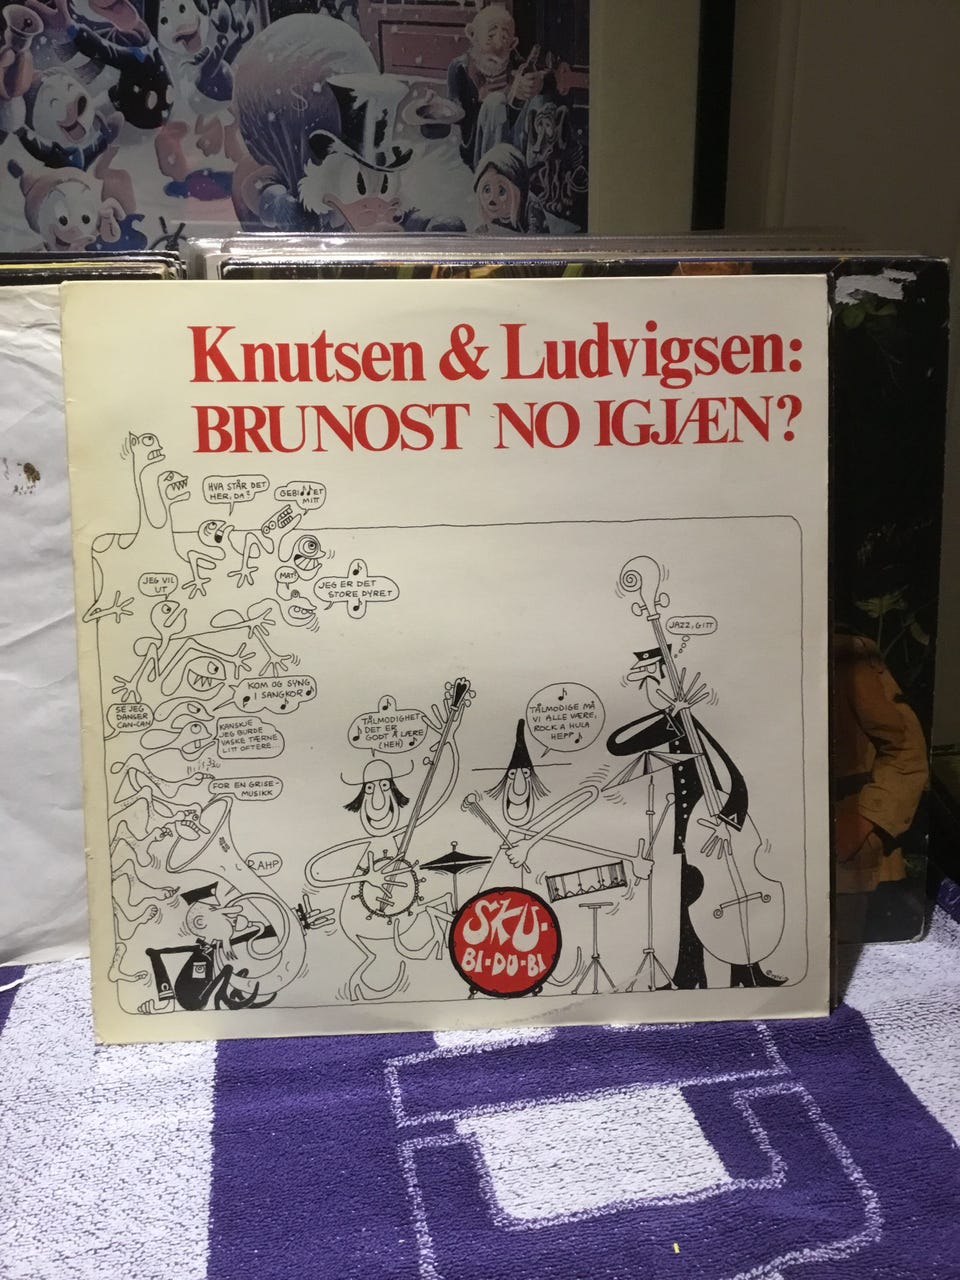 Knutsen & Ludvigsen:
BRUNOST NO IGJÆN?
HVA STÅR DET
HER, DA?
GEBISSET
MITT
MAT!
JEG ER DET
STORE DYRET
JEG VIL
UT
KOM OG SYNG
I SANGKOR
SE JEG
DANSER
CAN-CAN
KANSKJE
JEG BURDE
VASKE TÆRNE
LITT OFTERE...
FOR EN GRISE-
MUSIKK
RAHP
TÅLMODIGHET
DET ER
GODT Å LÆRE
(HEH)
TÅLMODIGE MÅ
VI ALLE VÆRE,
ROCK A HULA
HEPP
JAZZ, GITT
SKU-
BI-DU-BI
$